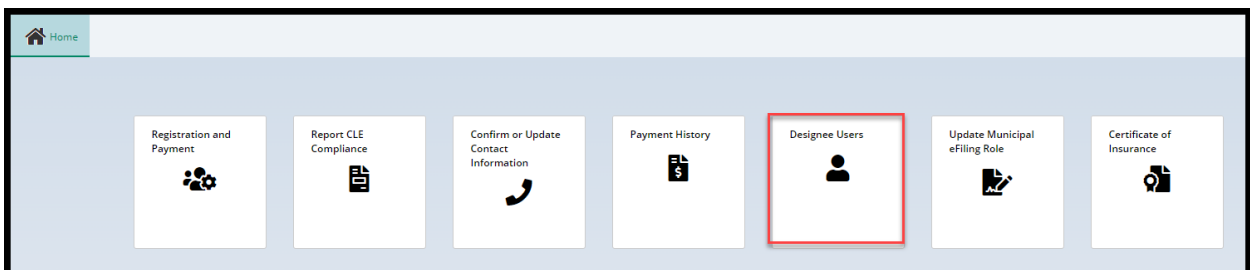 Home
Registration and
Payment
Report CLE
Compliance
Confirm or Update
Contact
Information
Payment History
$
Designee Users
Update Municipal
eFiling Role
Certificate of
Insurance